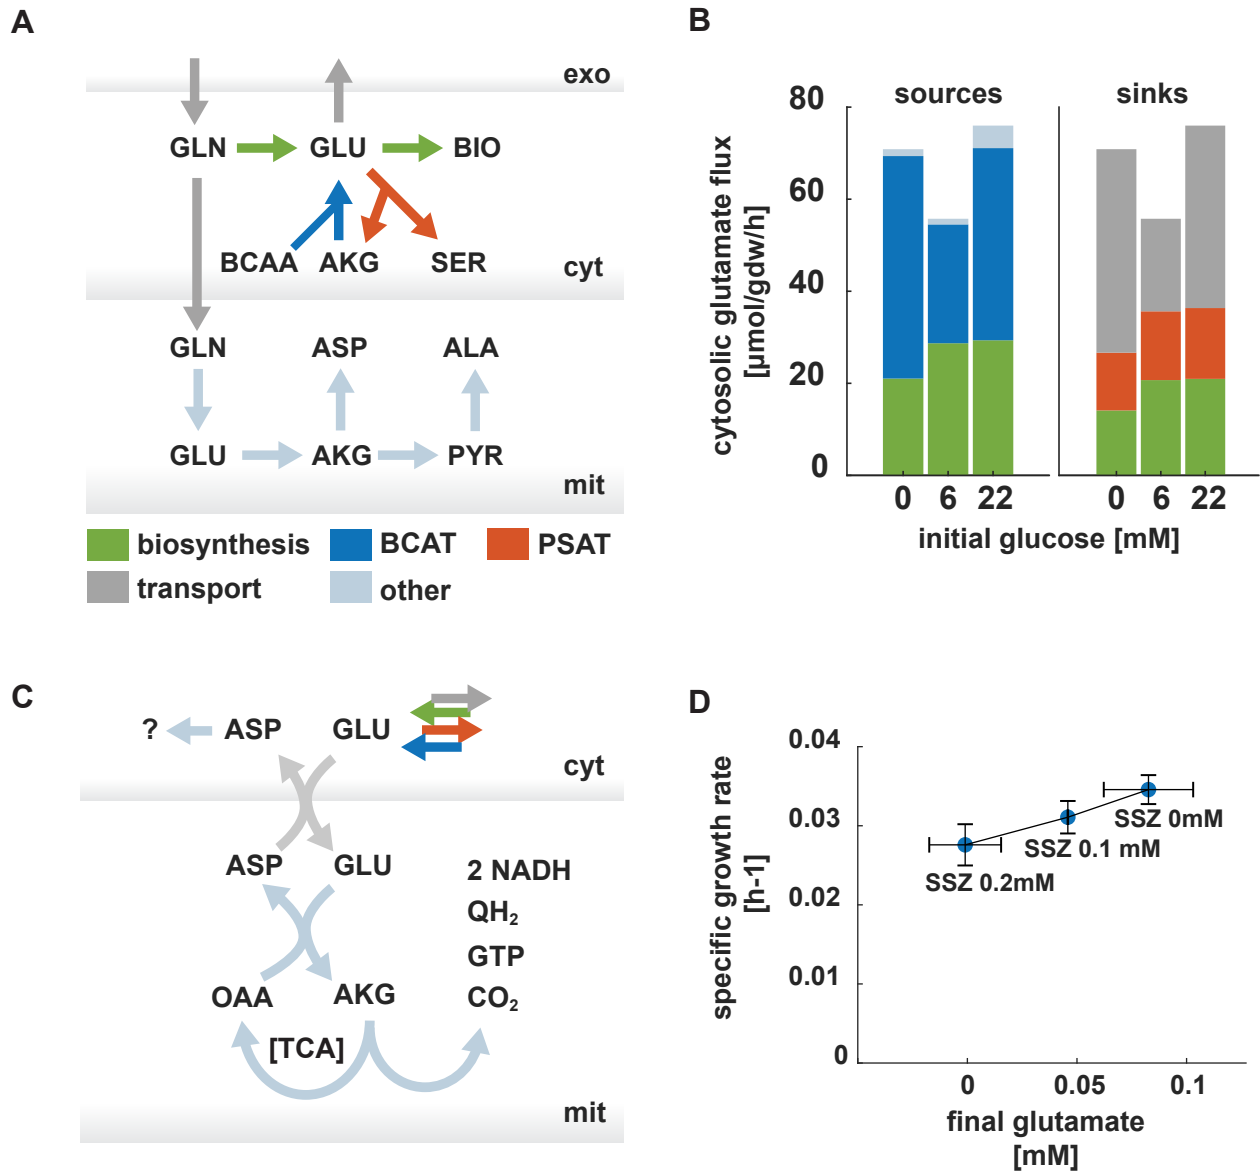 A
exo
GLN GLU BIO
BCAA AKG SER
cyt
GLN ASP ALA
GLU AKG PYR
mit
biosynthesis BCAT PSAT
transport other
B
sources sinks
cytosolic glutamate flux
[µmol/gdw/h]
80
60
40
20
0
0 6 22 0 6 22
initial glucose [mM]
C
? ASP GLU
cyt
ASP GLU
2 NADH
QH2
GTP
CO2
OAA AKG
[TCA]
mit
D
specific growth rate
[h-1]
0.04
0.03
0.02
0.01
0
SSZ 0mM
SSZ 0.1 mM
SSZ 0.2mM
0 0.05 0.1
final glutamate
[mM]